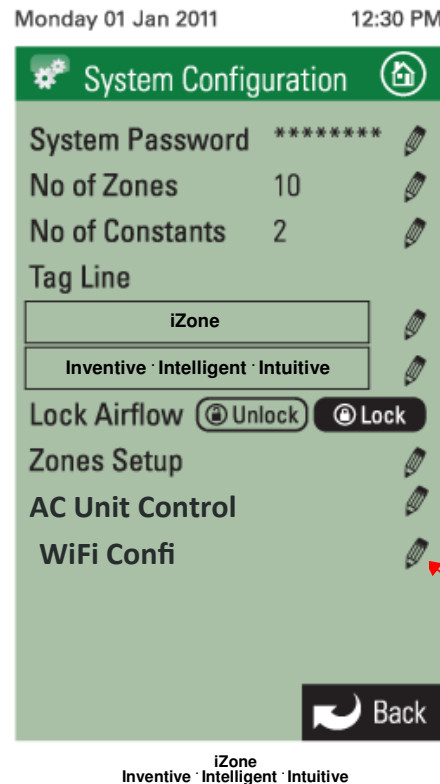 Monday 01 Jan 2011 12:30 PM
System Configuration
System Password ********
No of Zones 10
No of Constants 2
Tag Line
iZone
Inventive · Intelligent · Intuitive
Lock Airflow Unlock Lock
Zones Setup
AC Unit Control
WiFi Confi
Back
iZone
Inventive · Intelligent · Intuitive